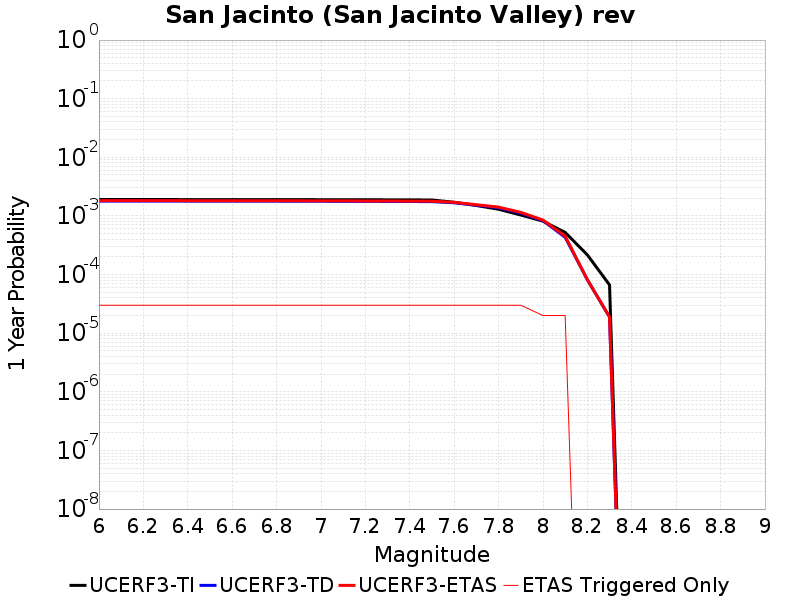 San Jacinto (San Jacinto Valley) rev
1 Year Probability
10^0
10^-1
10^-2
10^-3
10^-4
10^-5
10^-6
10^-7
10^-8
6 6.2 6.4 6.6 6.8 7 7.2 7.4 7.6 7.8 8 8.2 8.4 8.6 8.8 9
Magnitude
UCERF3-TI UCERF3-TD UCERF3-ETAS ETAS Triggered Only